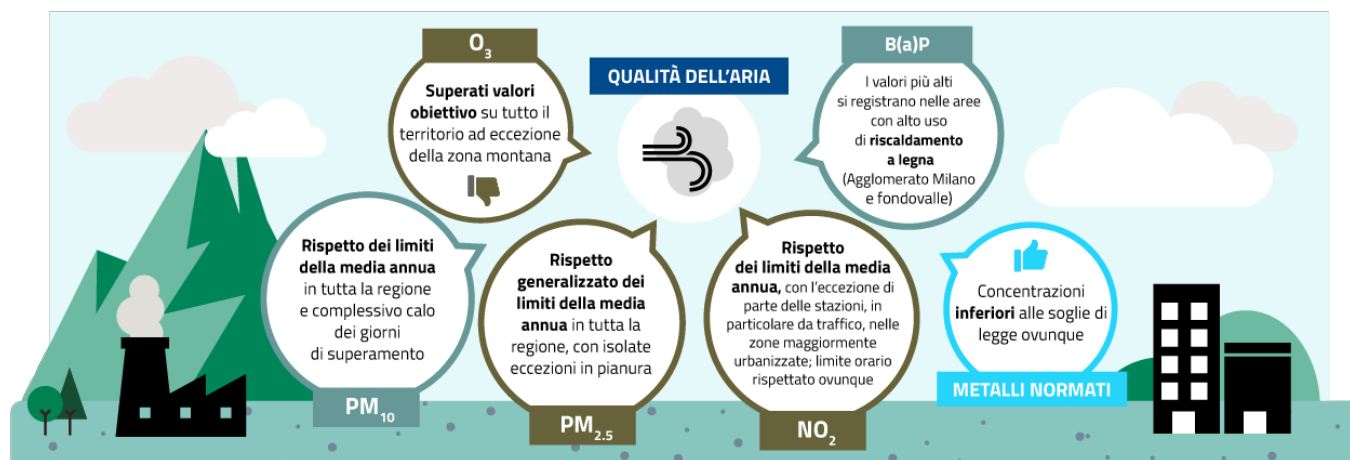 QUALITÀ DELL'ARIA
O₃
Superati valori
obiettivo su tutto il
territorio ad eccezione
della zona montana
B(a)P
I valori più alti
si registrano nelle aree
con alto uso
di riscaldamento
a legna
(Agglomerato Milano
e fondovalle)
Rispetto dei limiti
della media annua
in tutta la regione
e complessivo calo
dei giorni
di superamento
PM₁₀
Rispetto
generalizzato dei
limiti della media
annua in tutta la
regione, con isolate
eccezioni in pianura
PM₂.₅
Rispetto
dei limiti della media
annua, con l'eccezione di
parte delle stazioni, in
particolare da traffico, nelle
zone maggiormente
urbanizzate; limite orario
rispettato ovunque
NO₂
Concentrazioni
inferiori alle soglie di
legge ovunque
METALLI NORMATI